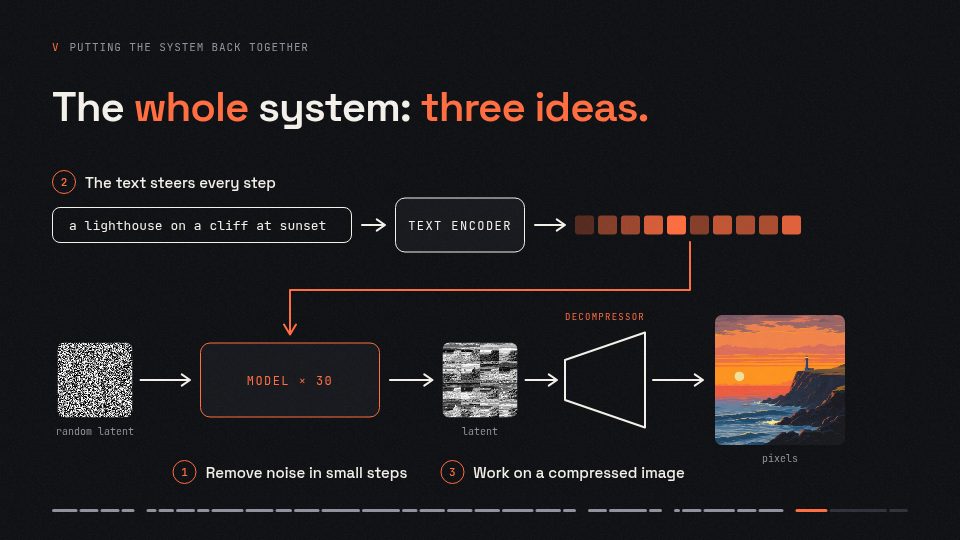 V PUTTING THE SYSTEM BACK TOGETHER
The whole system: three ideas.
2 The text steers every step
a lighthouse on a cliff at sunset
TEXT ENCODER
DECOMPRESSOR
MODEL × 30
random latent
latent
pixels
1 Remove noise in small steps
3 Work on a compressed image